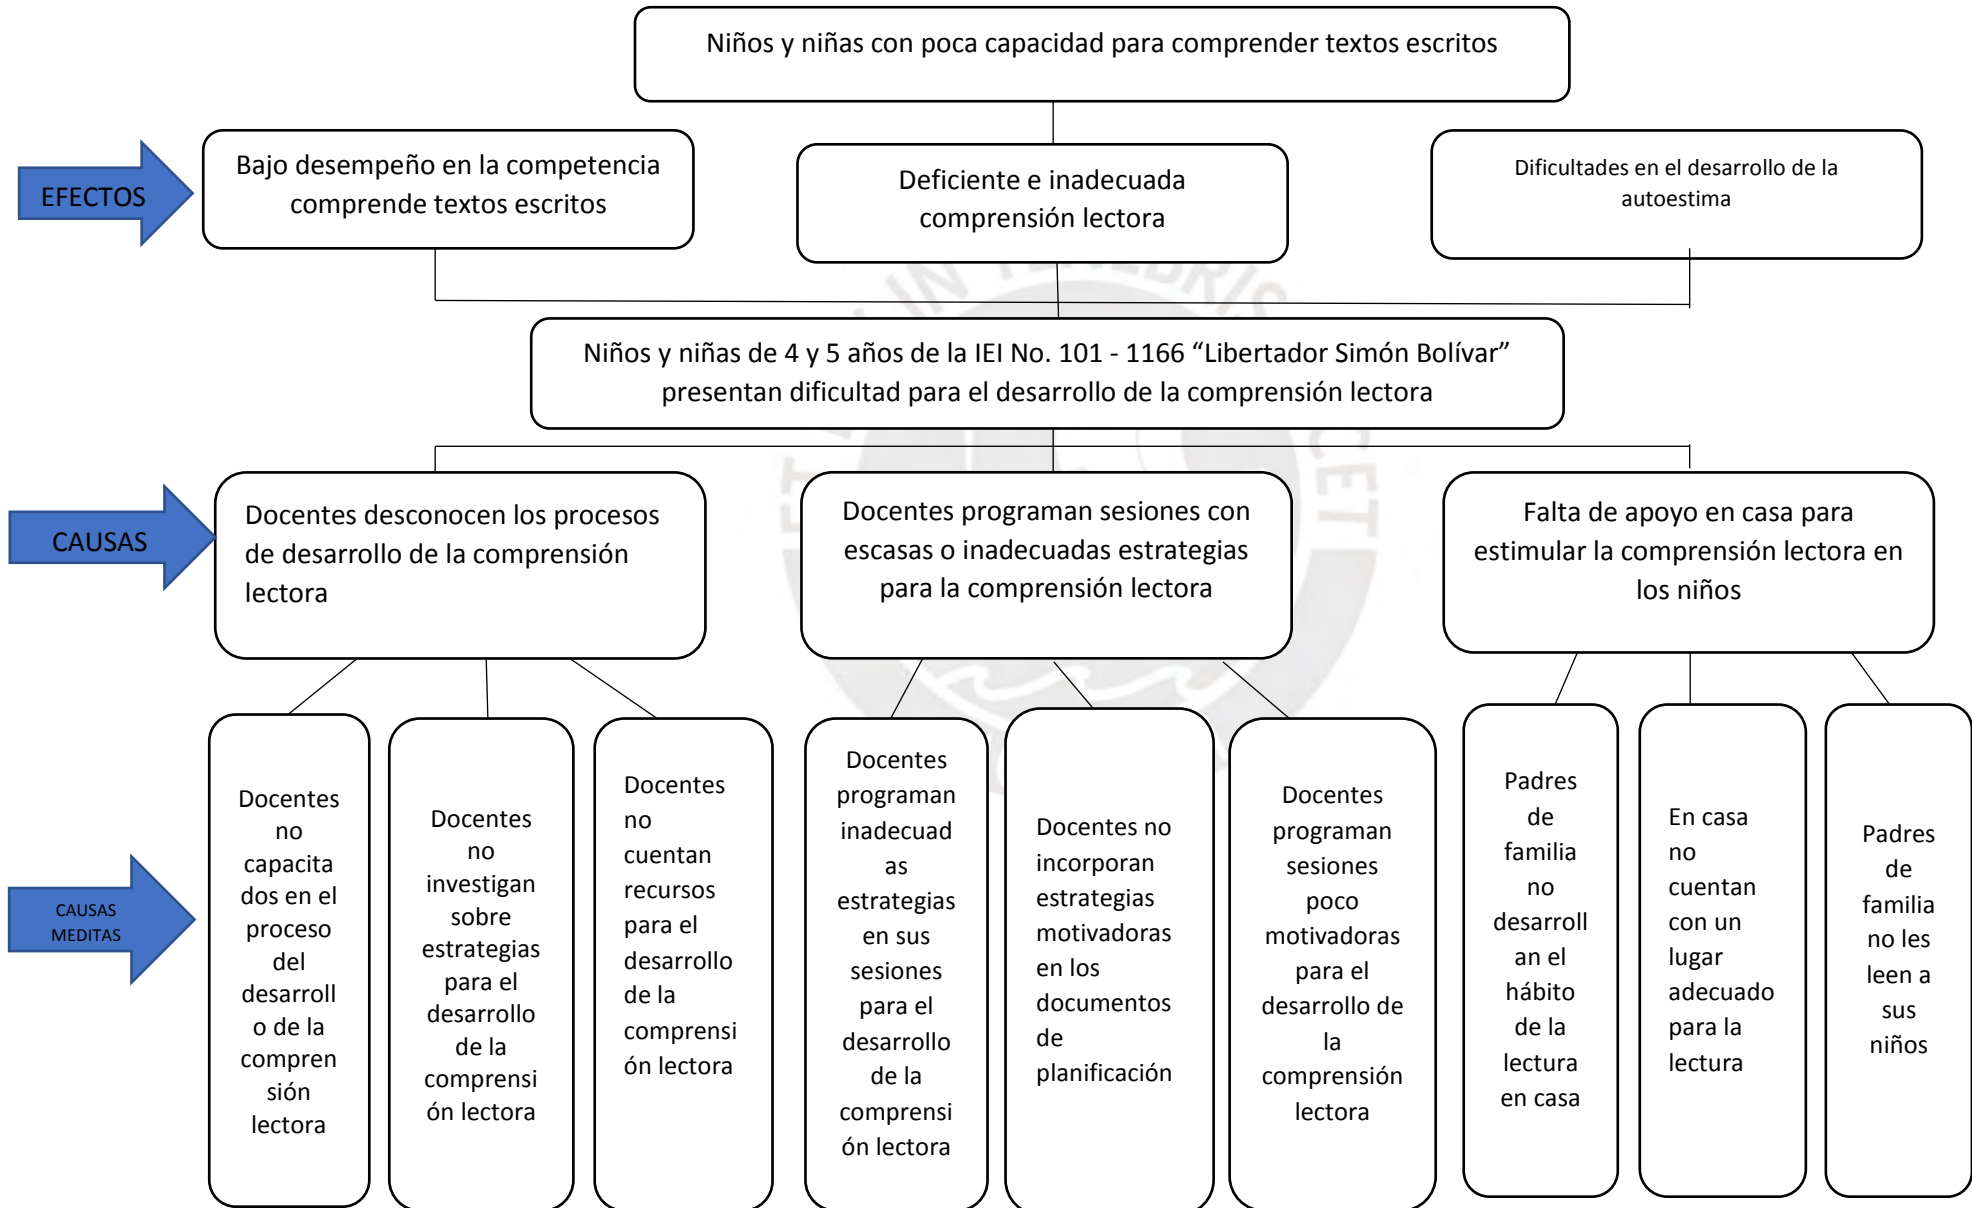 Niños y niñas con poca capacidad para comprender textos escritos
EFECTOS
Bajo desempeño en la competencia
comprende textos escritos
Deficiente e inadecuada
comprensión lectora
Dificultades en el desarrollo de la
autoestima
Niños y niñas de 4 y 5 años de la IEI No. 101 - 1166 “Libertador Simón Bolívar”
presentan dificultad para el desarrollo de la comprensión lectora
CAUSAS
Docentes desconocen los procesos
de desarrollo de la comprensión
lectora
Docentes programan sesiones con
escasas o inadecuadas estrategias
para la comprensión lectora
Falta de apoyo en casa para
estimular la comprensión lectora en
los niños
CAUSAS
MEDITAS
Docentes
no
capacita
dos en el
proceso
del
desarroll
o de la
compren
sión
lectora
Docentes
no
investigan
sobre
estrategias
para el
desarrollo
de la
comprensi
ón lectora
Docentes
no
cuentan
recursos
para el
desarrollo
de la
comprensi
ón lectora
Docentes
programan
inadecuad
as
estrategias
en sus
sesiones
para el
desarrollo
de la
comprensi
ón lectora
Docentes no
incorporan
estrategias
motivadoras
en los
documentos
de
planificación
Docentes
programan
sesiones
poco
motivadoras
para el
desarrollo de
la
comprensión
lectora
Padres
de
familia
no
desarroll
an el
hábito
de la
lectura
en casa
En casa
no
cuentan
con un
lugar
adecuado
para la
lectura
Padres
de
familia
no les
leen a
sus
niños